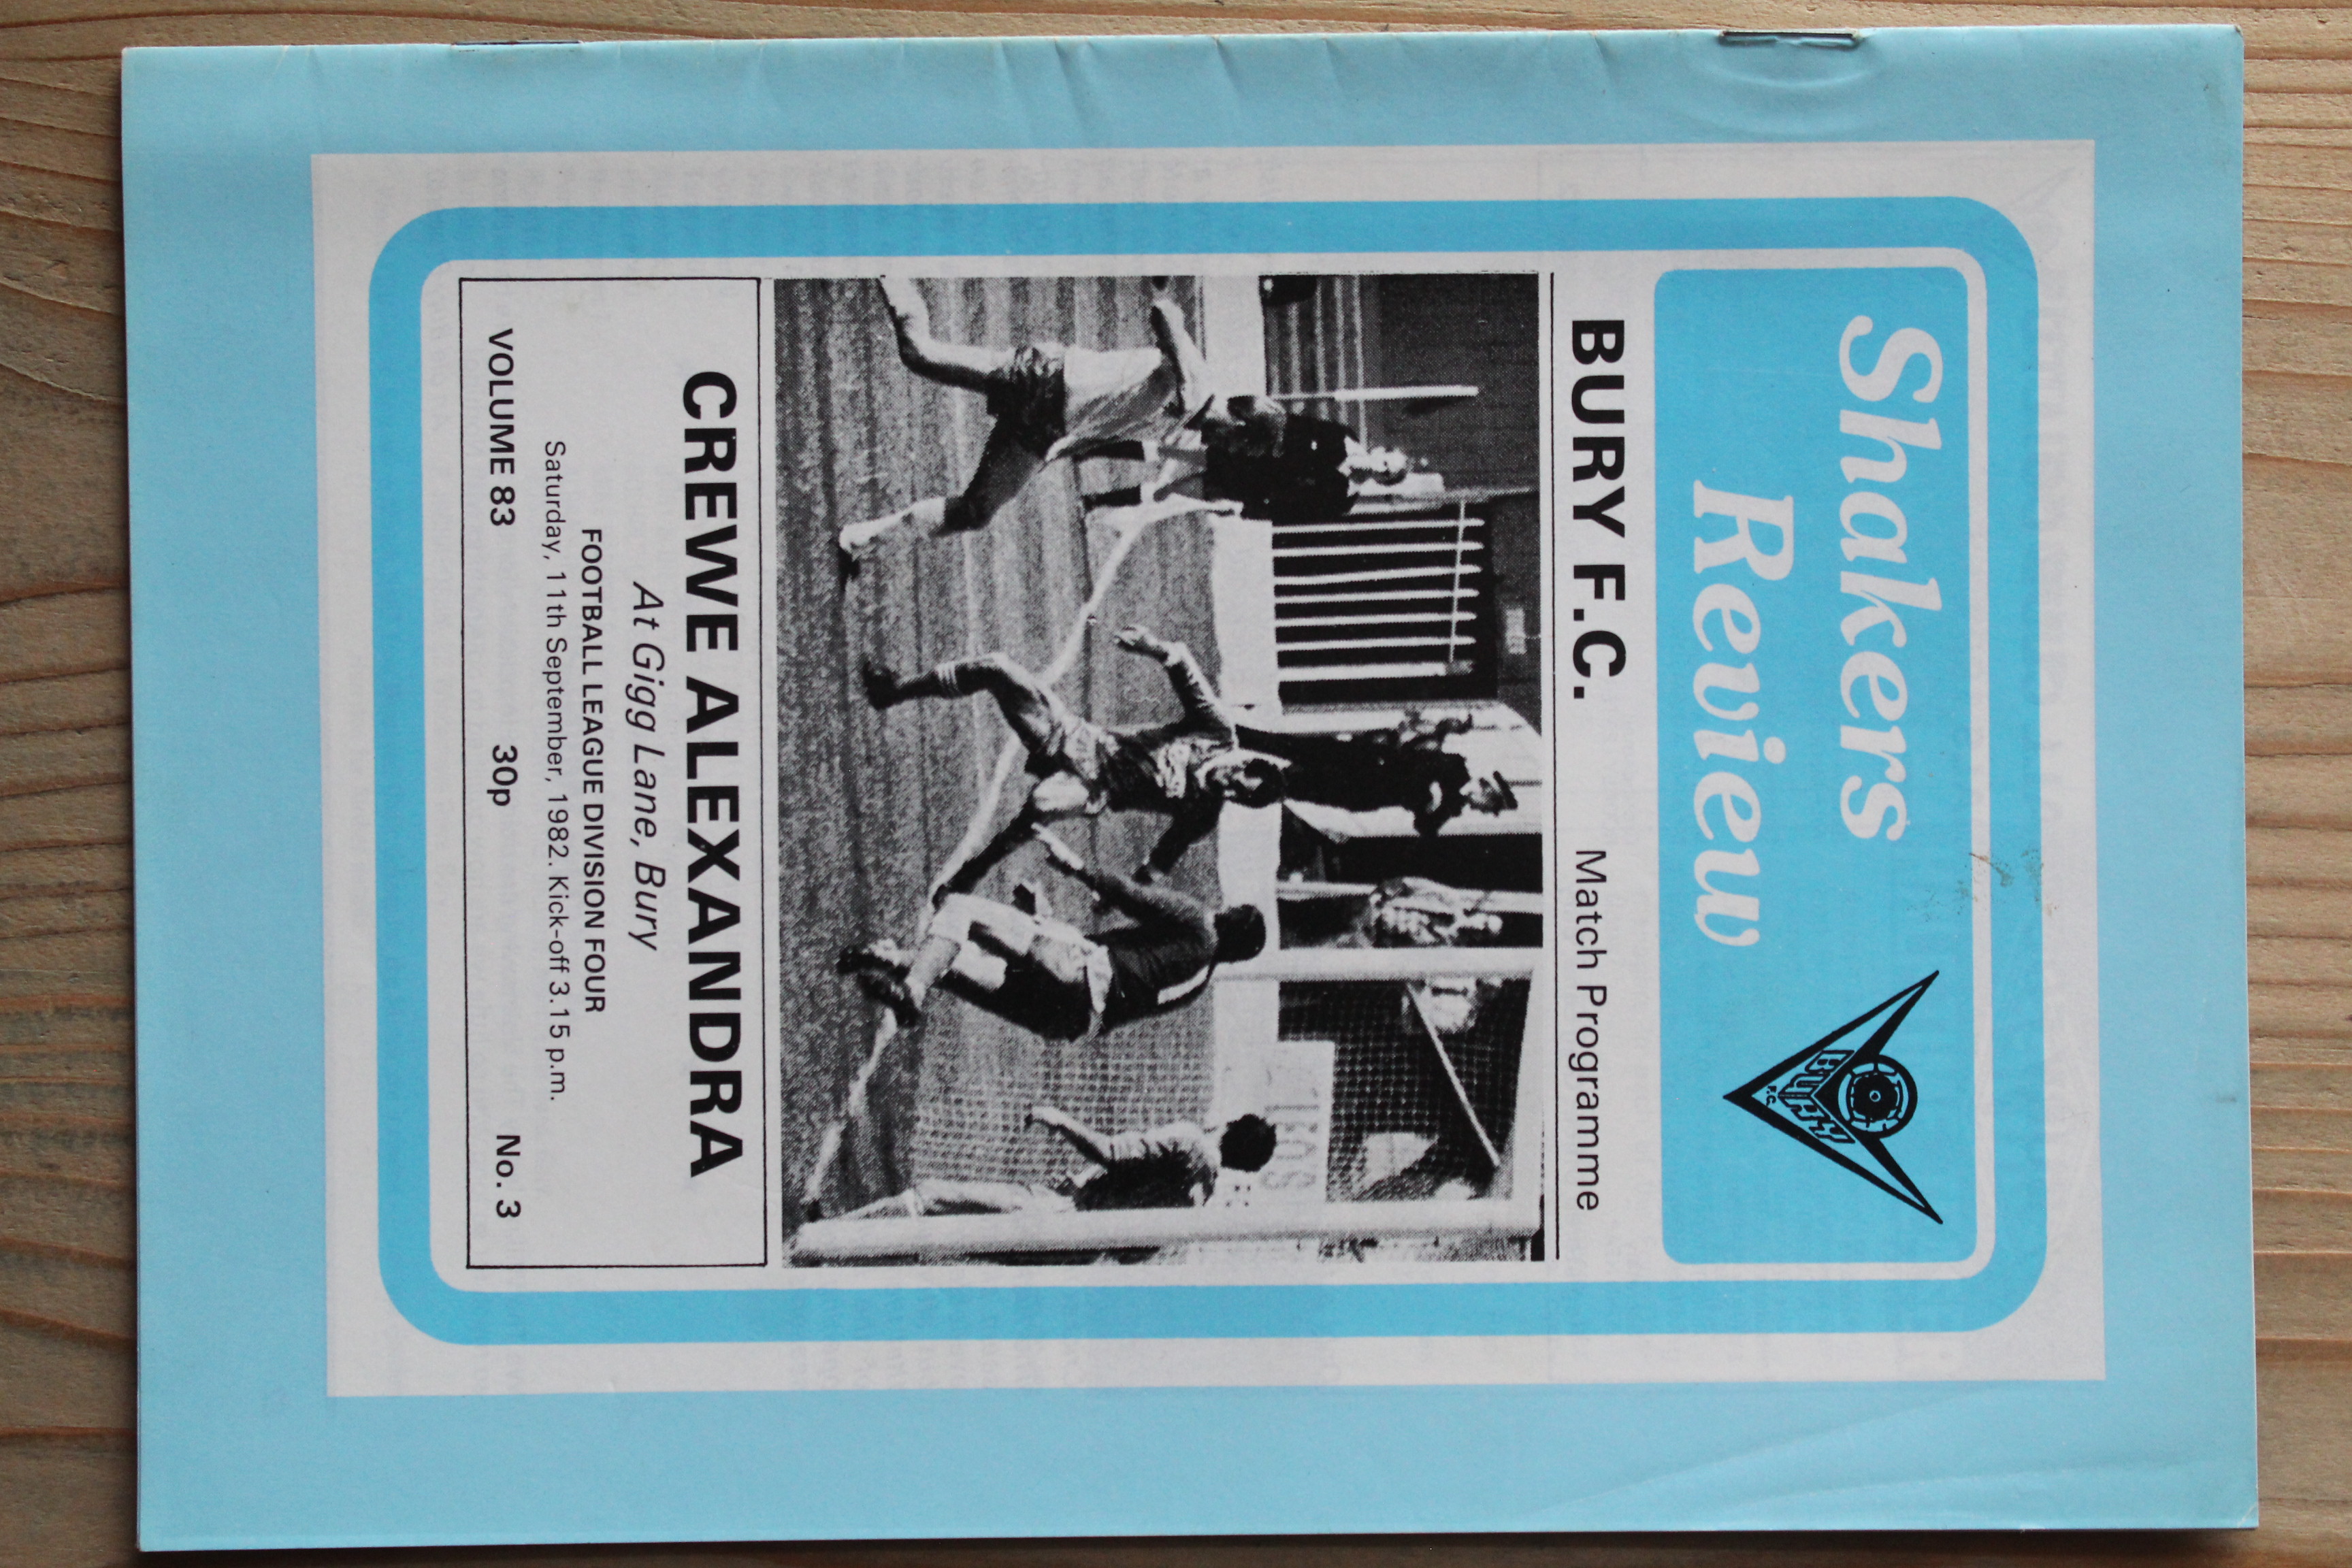 Shakers
Review
Bury
F.C.
BURY F.C. Match Programme
CREWE ALEXANDRA
At Gigg Lane, Bury
FOOTBALL LEAGUE DIVISION FOUR
Saturday, 11th September, 1982. Kick-off 3.15 p.m.
VOLUME 83 30p No. 3